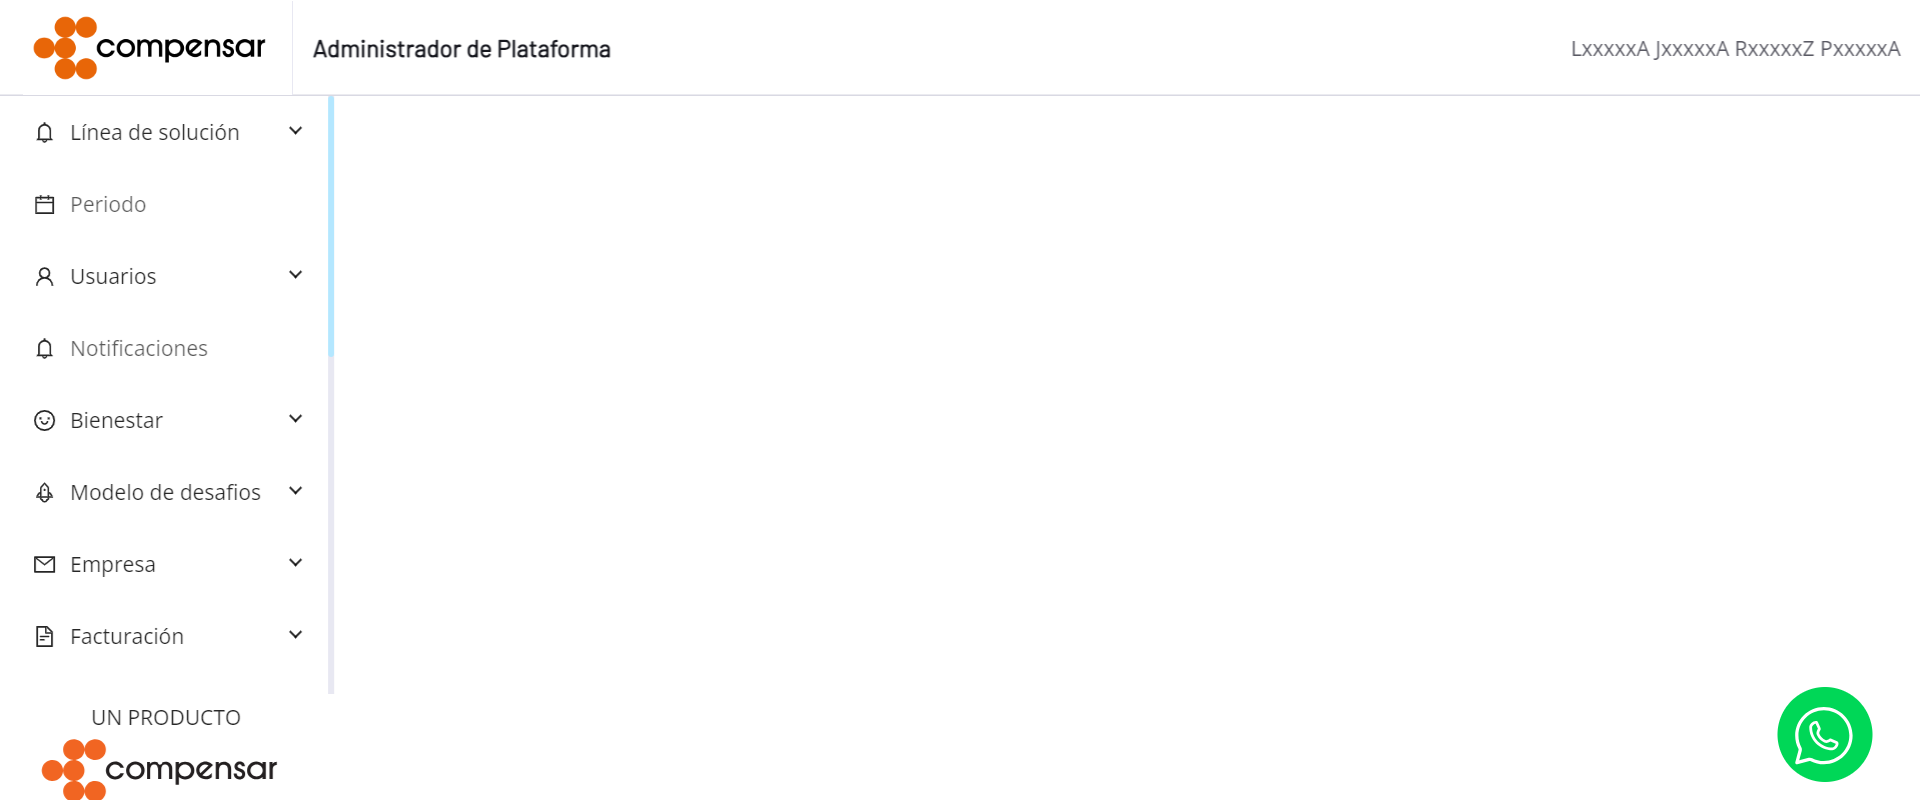 compensar
Administrador de Plataforma
LxxxxxA JxxxxxA RxxxxxZ PxxxxxA
Línea de solución
Periodo
Usuarios
Notificaciones
Bienestar
Modelo de desafios
Empresa
Facturación
UN PRODUCTO
compensar